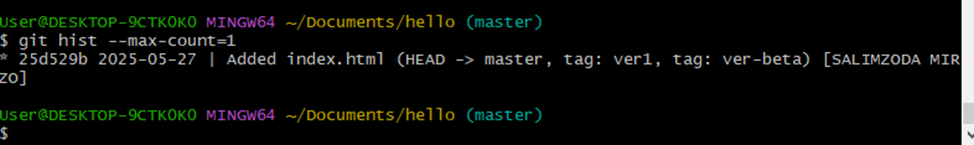 User@DESKTOP-9CTK0K0 MINGW64 ~/Documents/hello (master)
$ git hist --max-count=1
* 25d529b 2025-05-27 | Added index.html (HEAD -> master, tag: ver1, tag: ver-beta) [SALIMZODA MIR
ZO]
User@DESKTOP-9CTK0K0 MINGW64 ~/Documents/hello (master)
$